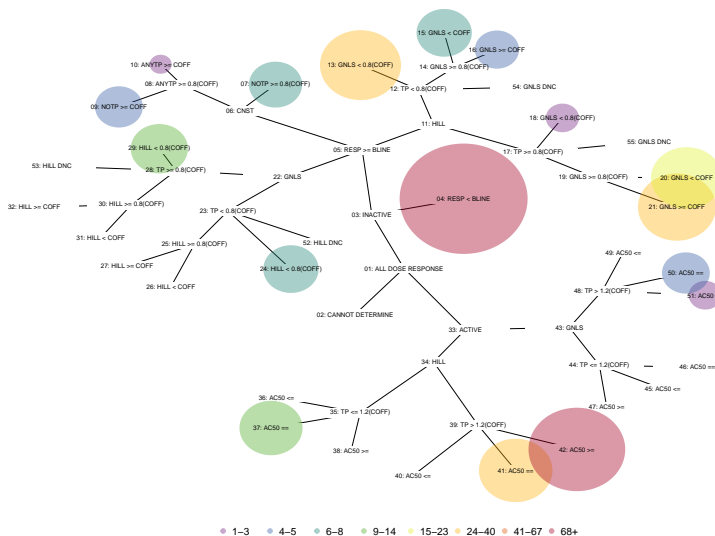 15: GNLS < COFF
16: GNLS >= COFF
10: ANYTP >= COFF
13: GNLS < 0.8(COFF)
14: GNLS >= 0.8(COFF)
08: ANYTP >= 0.8(COFF)
07: NOTP >= 0.8(COFF)
12: TP < 0.8(COFF)
54: GNLS DNC
09: NOTP >= COFF
06: CNST
18: GNLS < 0.8(COFF)
11: HILL
29: HILL < 0.8(COFF)
05: RESP >= BLINE
17: TP >= 0.8(COFF)
55: GNLS DNC
53: HILL DNC
28: TP >= 0.8(COFF)
22: GNLS
19: GNLS >= 0.8(COFF)
20: GNLS < COFF
32: HILL >= COFF
30: HILL >= 0.8(COFF)
04: RESP < BLINE
21: GNLS >= COFF
23: TP < 0.8(COFF)
03: INACTIVE
31: HILL < COFF
25: HILL >= 0.8(COFF)
52: HILL DNC
49: AC50 <=
27: HILL >= COFF
24: HILL < 0.8(COFF)
01: ALL DOSE RESPONSE
50: AC50 ==
26: HILL < COFF
48: TP > 1.2(COFF)
51: AC50
02: CANNOT DETERMINE
33: ACTIVE
43: GNLS
34: HILL
44: TP <= 1.2(COFF)
46: AC50 ==
45: AC50 <=
36: AC50 <=
47: AC50 >=
35: TP <= 1.2(COFF)
37: AC50 ==
39: TP > 1.2(COFF)
38: AC50 >=
42: AC50 >=
41: AC50 ==
40: AC50 <=
1−3 4−5 6−8 9−14 15−23 24−40 41−67 68+